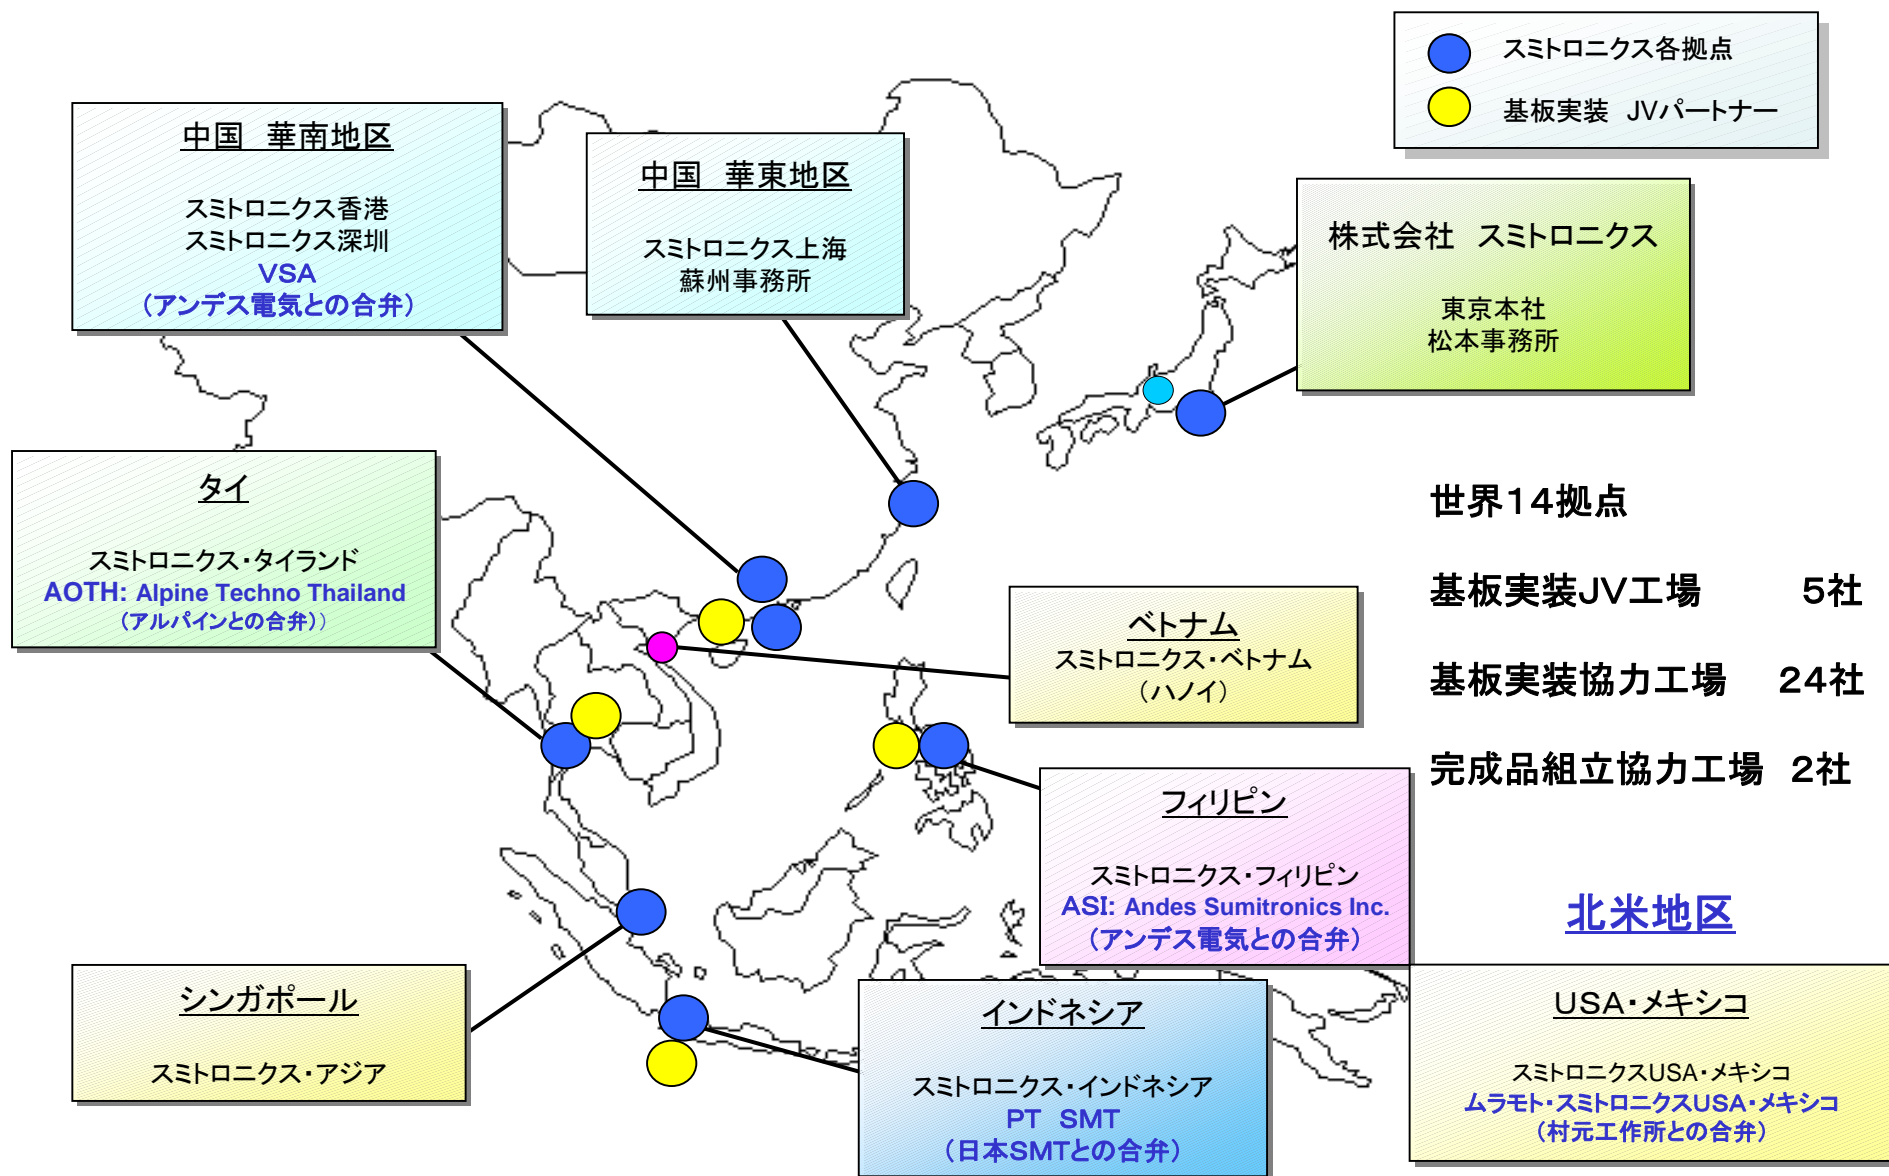 スミトロニクス各拠点
基板実装　JVパートナー
中国　華南地区
スミトロニクス香港
スミトロニクス深圳
VSA
（アンデス電気との合弁）
中国　華東地区
スミトロニクス上海
蘇州事務所
株式会社　スミトロニクス
東京本社
松本事務所
タイ
スミトロニクス・タイランド
AOTH: Alpine Techno Thailand
（アルパインとの合弁））
ベトナム
スミトロニクス・ベトナム
（ハノイ）
世界１４拠点
基板実装ＪＶ工場　　　５社
基板実装協力工場　２４社
完成品組立協力工場　２社
フィリピン
スミトロニクス・フィリピン
ASI: Andes Sumitronics Inc.
（アンデス電気との合弁）
シンガポール
スミトロニクス・アジア
インドネシア
スミトロニクス・インドネシア
PT　SMT
（日本SMTとの合弁）
北米地区
USA・メキシコ
スミトロニクスUSA・メキシコ
ムラモト・スミトロニクスUSA・メキシコ
（村元工作所との合弁）